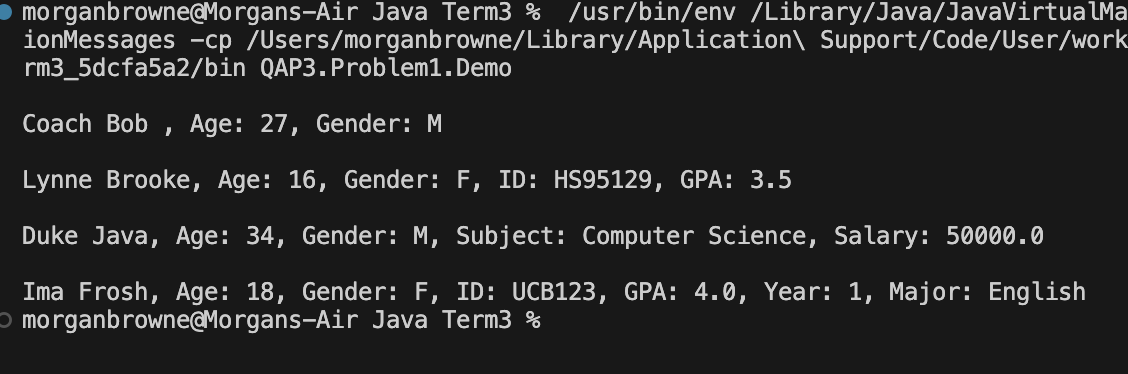 morganbrowne@Morgans-Air Java Term3 %  /usr/bin/env /Library/Java/JavaVirtualMa
ionMessages -cp /Users/morganbrowne/Library/Application\ Support/Code/User/work
rm3_5dcfa5a2/bin QAP3.Problem1.Demo
Coach Bob , Age: 27, Gender: M
Lynne Brooke, Age: 16, Gender: F, ID: HS95129, GPA: 3.5
Duke Java, Age: 34, Gender: M, Subject: Computer Science, Salary: 50000.0
Ima Frosh, Age: 18, Gender: F, ID: UCB123, GPA: 4.0, Year: 1, Major: English
morganbrowne@Morgans-Air Java Term3 %